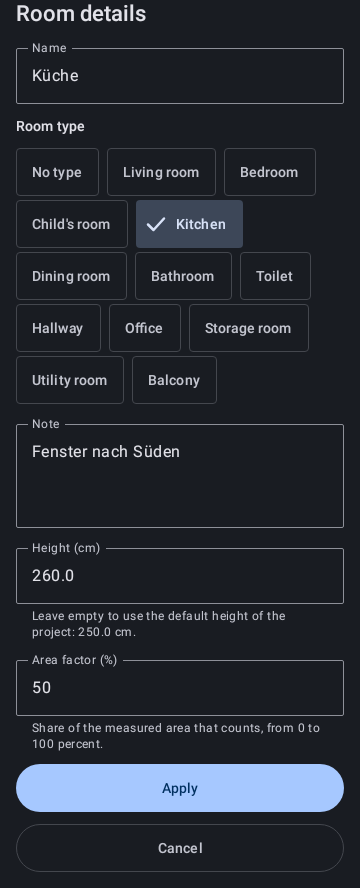 Room details
Name
Küche
Room type
No type
Living room
Bedroom
Child's room
Kitchen
Dining room
Bathroom
Toilet
Hallway
Office
Storage room
Utility room
Balcony
Note
Fenster nach Süden
Height (cm)
260.0
Leave empty to use the default height of the
project: 250.0 cm.
Area factor (%)
50
Share of the measured area that counts, from 0 to
100 percent.
Apply
Cancel